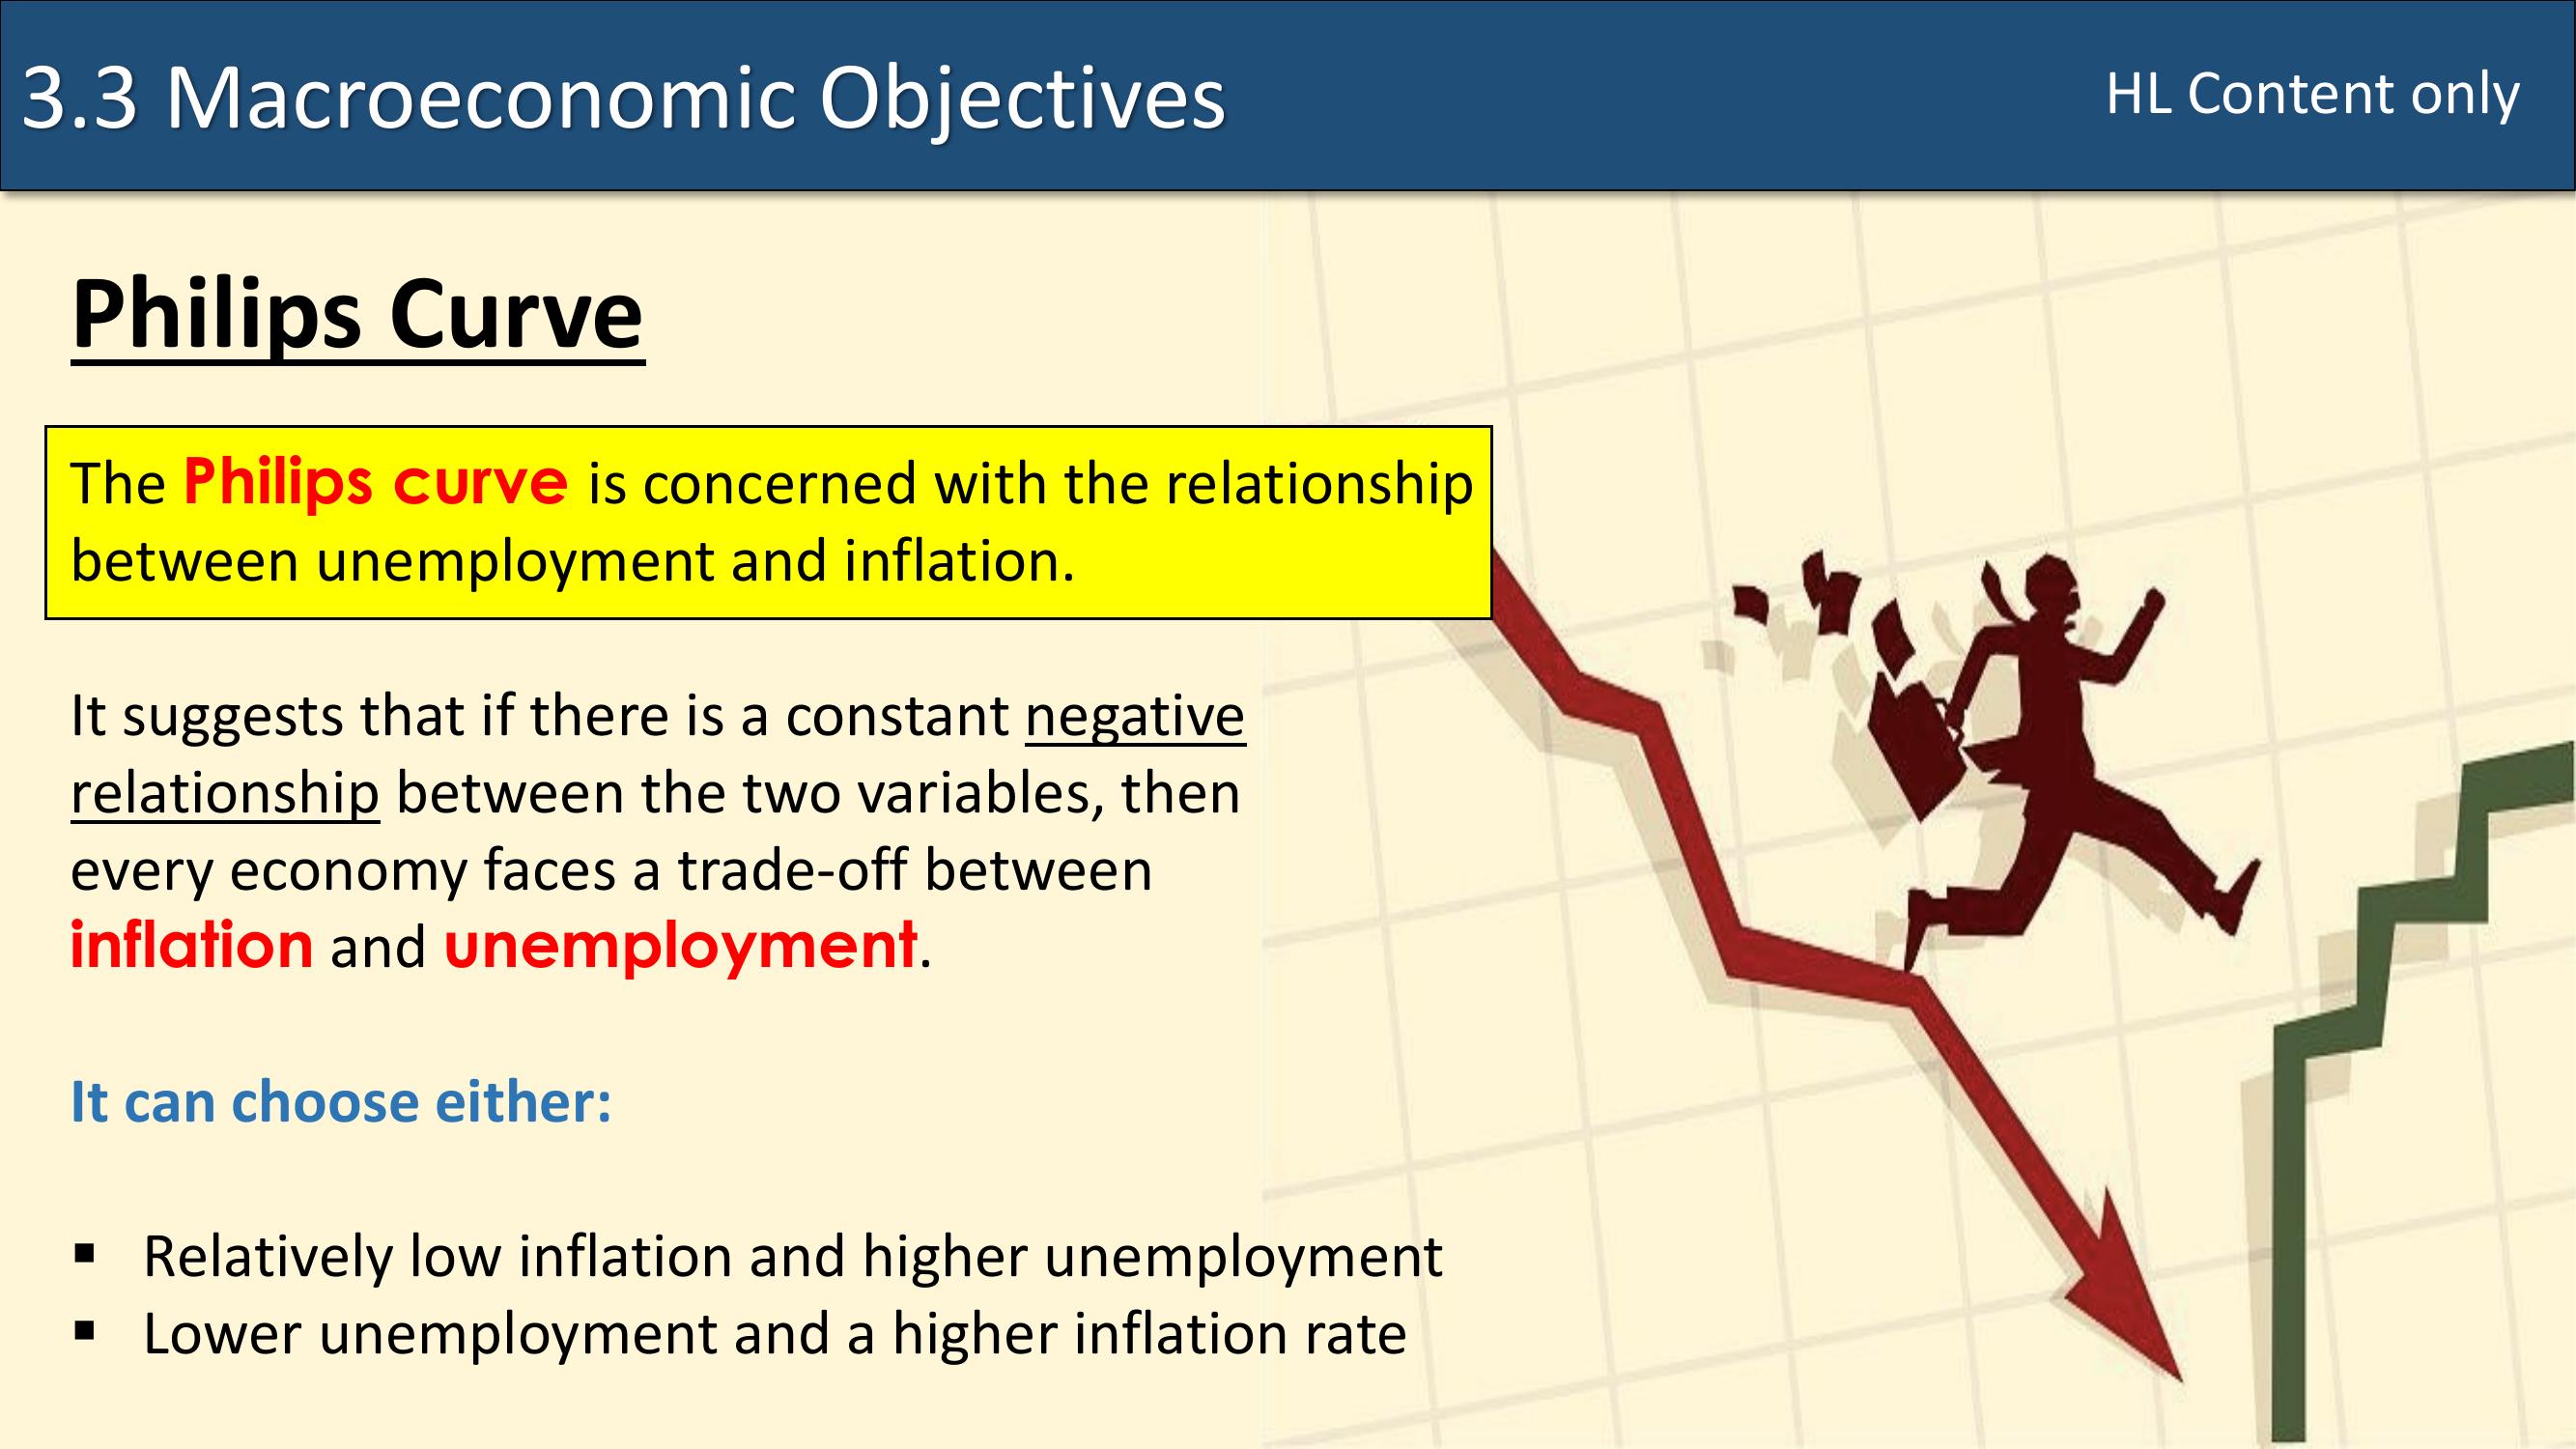 3.3 Macroeconomic Objectives
HL Content only
Philips Curve
The Philips curve is concerned with the relationship
between unemployment and inflation.
It suggests that if there is a constant negative
relationship between the two variables, then
every economy faces a trade-off between
inflation and unemployment.
It can choose either:
▪ Relatively low inflation and higher unemployment
▪ Lower unemployment and a higher inflation rate